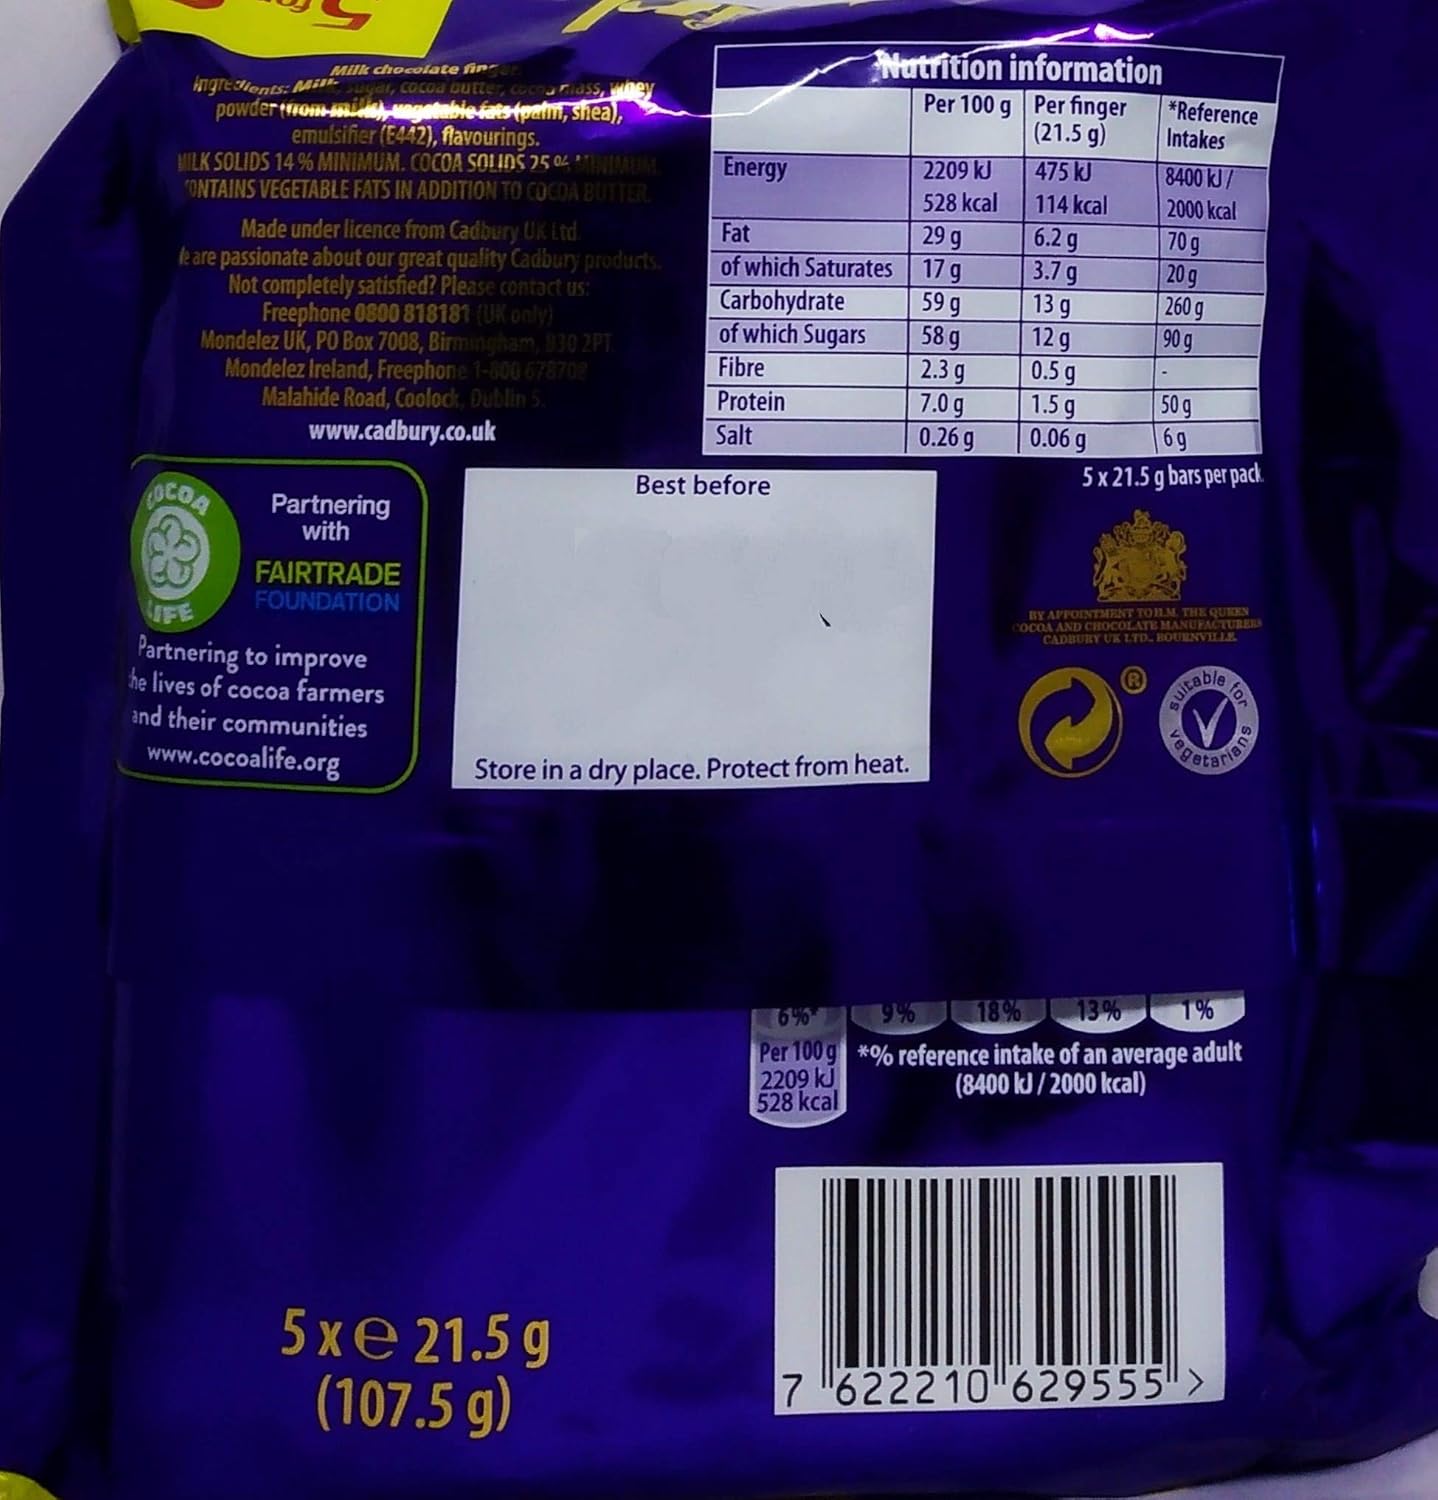 5 for
Milk chocolate finger
Ingredients: Milk, sugar, cocoa butter, cocoa mass, whey
powder (from milk), vegetable fats (palm, shea),
emulsifier (E442), flavourings.
MILK SOLIDS 14 % MINIMUM. COCOA SOLIDS 25 % MINIMUM.
CONTAINS VEGETABLE FATS IN ADDITION TO COCOA BUTTER.
Made under licence from Cadbury UK Ltd.
We are passionate about our great quality Cadbury products.
Not completely satisfied? Please contact us:
Freephone 0800 818181 (UK only)
Mondelez UK, PO Box 7008, Birmingham, B30 2PT.
Mondelez Ireland, Freephone 1-800 678708
Malahide Road, Coolock, Dublin 5.
www.cadbury.co.uk
Nutrition information
Per 100 g Per finger (21.5 g) *Reference Intakes
Energy 2209 kJ 475 kJ 8400 kJ /
528 kcal 114 kcal 2000 kcal
Fat 29 g 6.2 g 70 g
of which Saturates 17 g 3.7 g 20 g
Carbohydrate 59 g 13 g 260 g
of which Sugars 58 g 12 g 90 g
Fibre 2.3 g 0.5 g -
Protein 7.0 g 1.5 g 50 g
Salt 0.26 g 0.06 g 6 g
5 x 21.5 g bars per pack.
COCOA LIFE
Partnering
with
FAIRTRADE
FOUNDATION
Partnering to improve
the lives of cocoa farmers
and their communities
www.cocoalife.org
Best before
Store in a dry place. Protect from heat.
BY APPOINTMENT TO H.M. THE QUEEN
COCOA AND CHOCOLATE MANUFACTURERS
CADBURY UK LTD., BOURNVILLE.
®
suitable for vegetarians
6%* 9% 18% 13% 1%
Per 100 g
2209 kJ
528 kcal
*% reference intake of an average adult
(8400 kJ / 2000 kcal)
5 x e 21.5 g
(107.5 g)
7 622210 629555 >